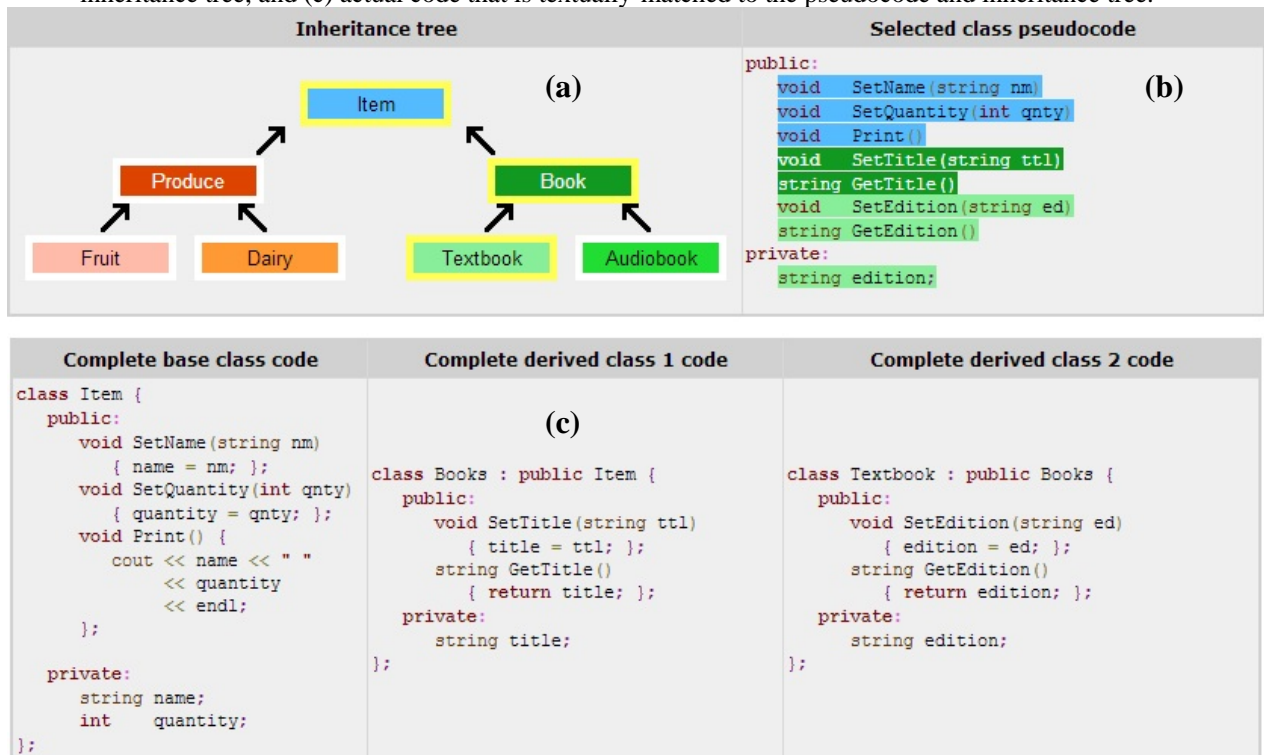 inheritance tree, and (c) actual code that is textually matched to the pseudocode and inheritance tree.
Inheritance tree
(a)
Item
Produce
Book
Fruit
Dairy
Textbook
Audiobook
Selected class pseudocode
(b)
public:
void SetName(string nm)
void SetQuantity(int qnty)
void Print()
void SetTitle(string ttl)
string GetTitle()
void SetEdition(string ed)
string GetEdition()
private:
string edition;
Complete base class code
class Item {
public:
void SetName(string nm)
{ name = nm; };
void SetQuantity(int qnty)
{ quantity = qnty; };
void Print() {
cout << name << " "
<< quantity
<< endl;
};
private:
string name;
int quantity;
};
Complete derived class 1 code
(c)
class Books : public Item {
public:
void SetTitle(string ttl)
{ title = ttl; };
string GetTitle()
{ return title; };
private:
string title;
};
Complete derived class 2 code
class Textbook : public Books {
public:
void SetEdition(string ed)
{ edition = ed; };
string GetEdition()
{ return edition; };
private:
string edition;
};